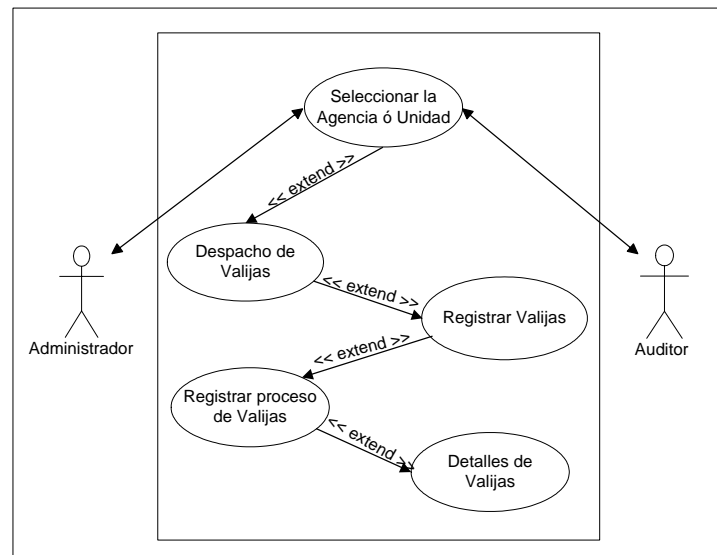 Seleccionar la
Agencia ó Unidad
<< extend >>
Despacho de
Valijas
<< extend >>
Registrar Valijas
Administrador
Auditor
<< extend >>
Registrar proceso
de Valijas
<< extend >>
Detalles de
Valijas